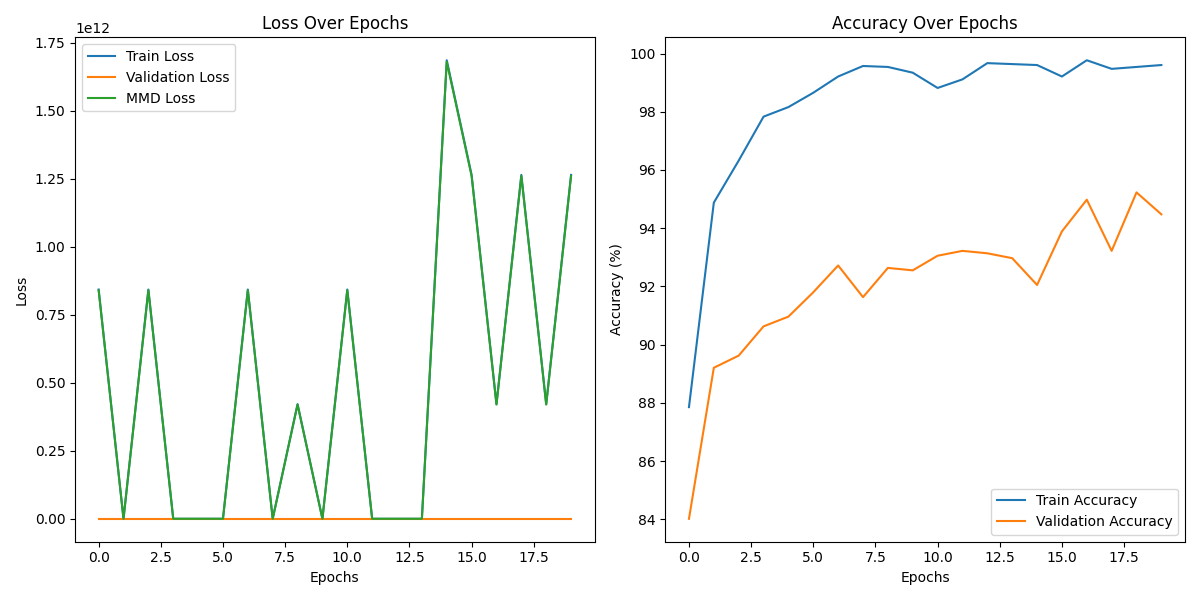 Loss Over Epochs
1e12
1.75
1.50
1.25
1.00
0.75
0.50
0.25
0.00
Loss
Train Loss
Validation Loss
MMD Loss
0.0 2.5 5.0 7.5 10.0 12.5 15.0 17.5
Epochs
Accuracy Over Epochs
100
98
96
94
92
90
88
86
84
Accuracy (%)
Train Accuracy
Validation Accuracy
0.0 2.5 5.0 7.5 10.0 12.5 15.0 17.5
Epochs